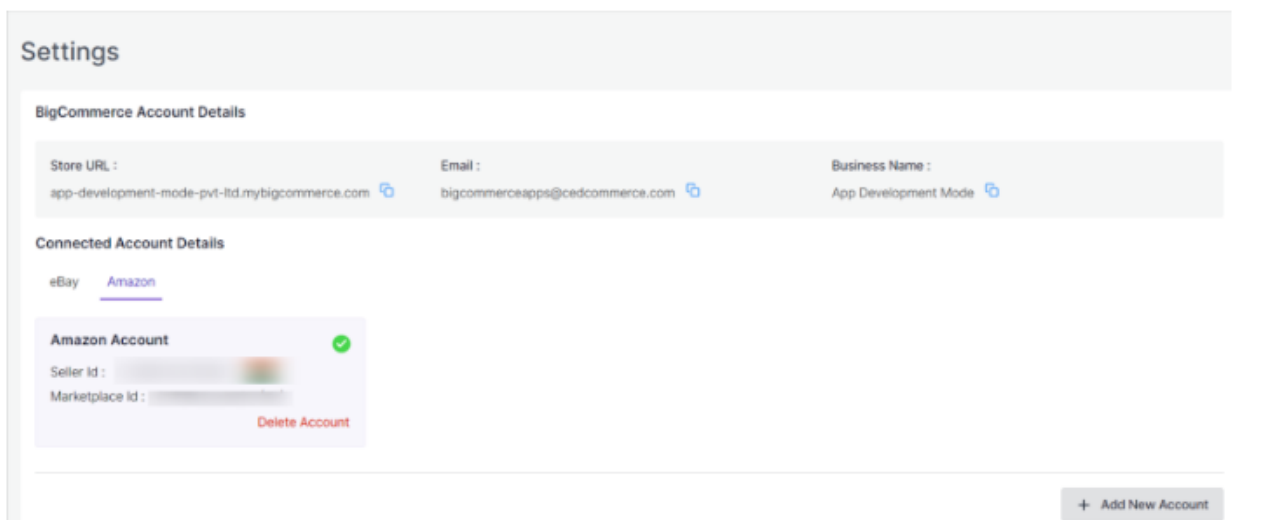 Settings
BigCommerce Account Details
Store URL : Email : Business Name :
app-development-mode-pvt-ltd.mybigcommerce.com bigcommerceapps@cedcommerce.com App Development Mode
Connected Account Details
eBay Amazon
Amazon Account
Seller Id :
Marketplace Id :
Delete Account
+ Add New Account